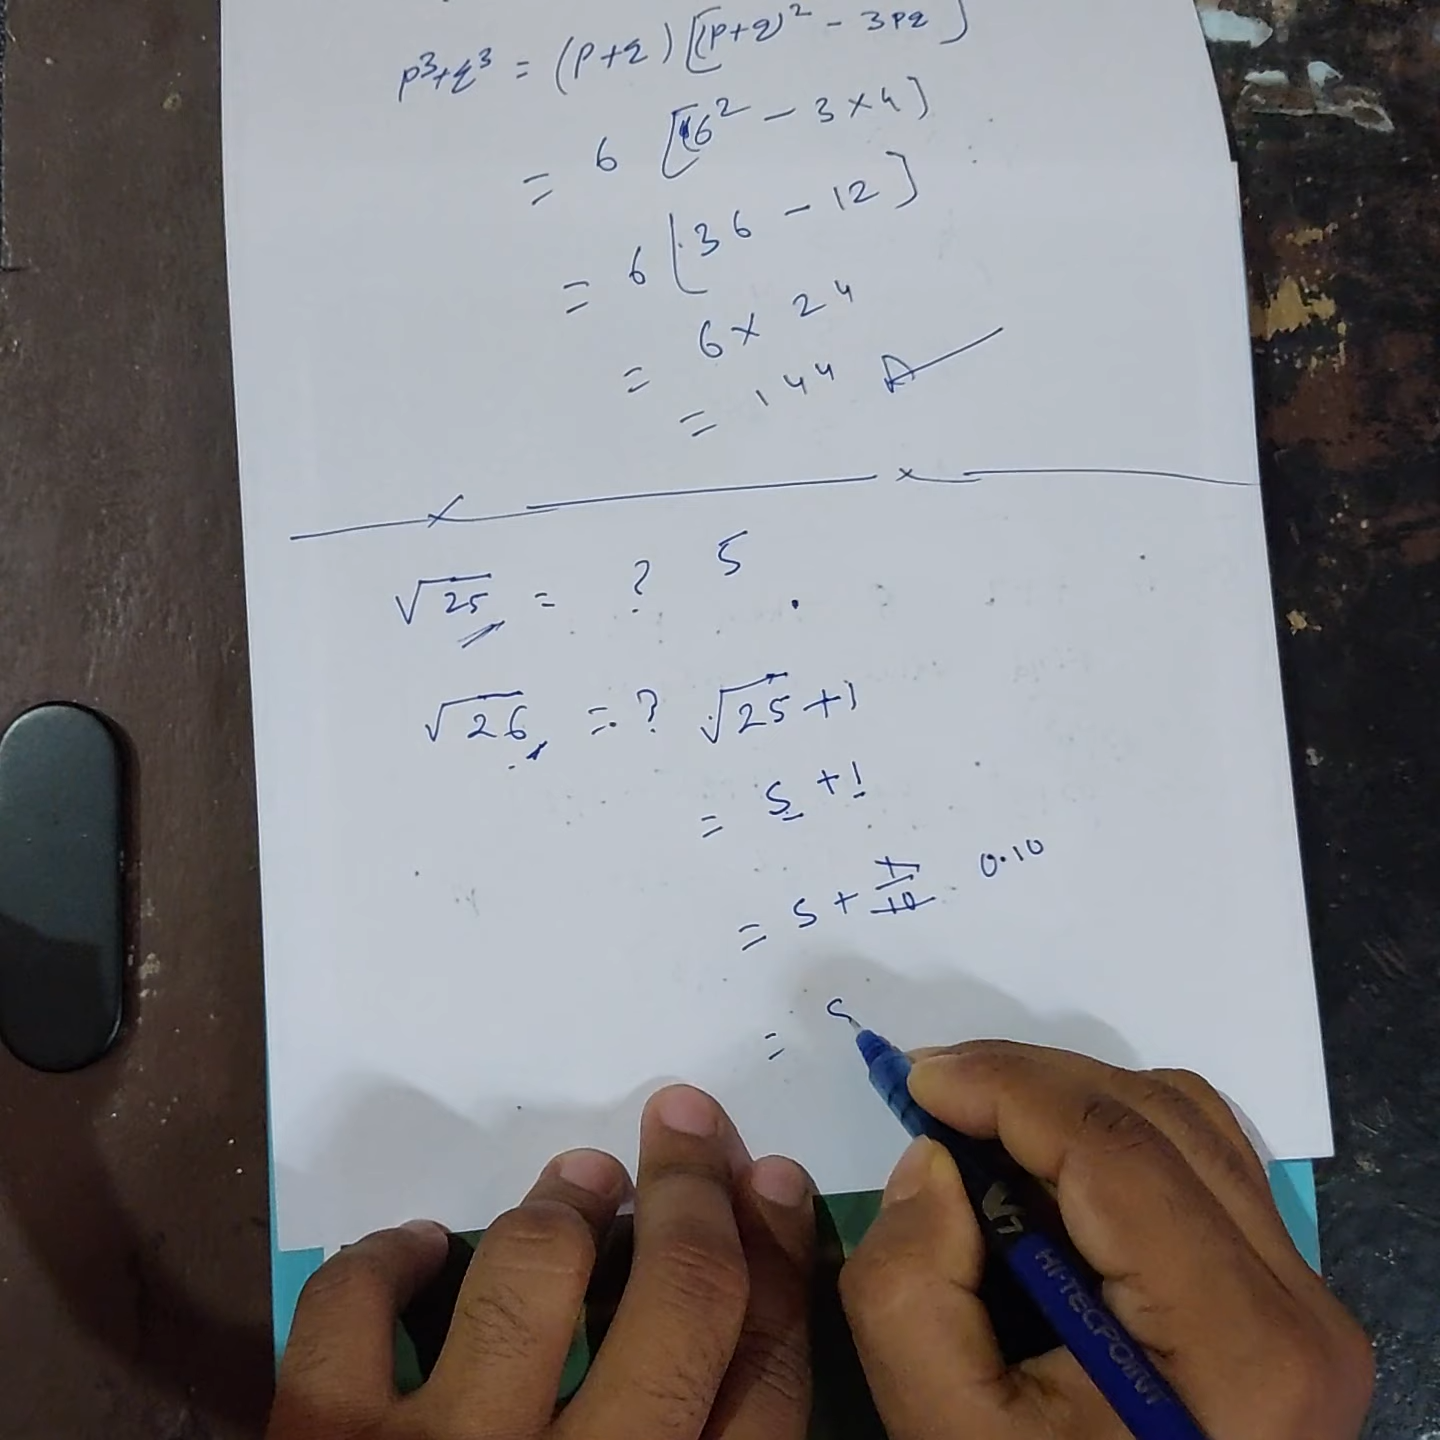 p³+q³ = (p+q) [(p+q)² - 3pq]
= 6 [6² - 3×4]
= 6 [36 - 12]
= 6 × 24
= 144
√25 = ? 5
√26 = ? √25 + 1
= 5 + 1
= 5 + 1/10 0.10
= 5
V7 HI-TECPOINT